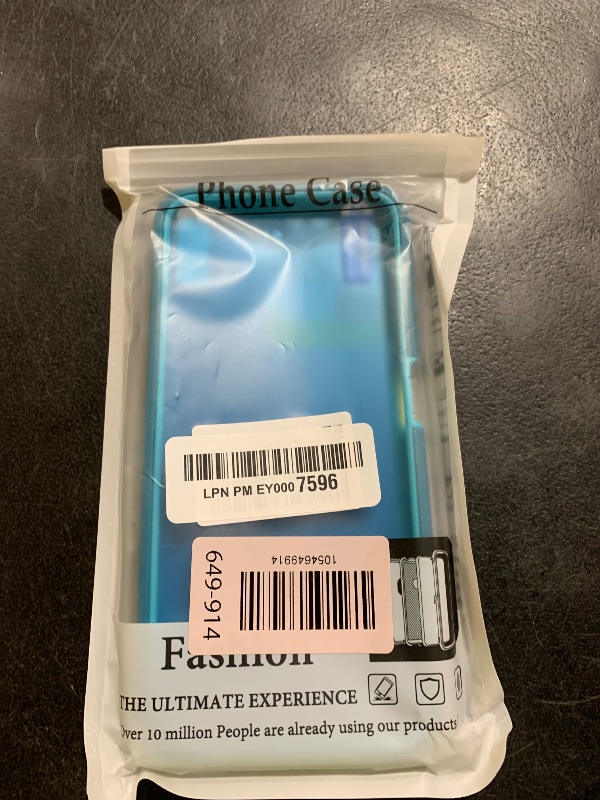 Phone Case
LPN PM EY0007596
1054649914
649-914
Fashion
THE ULTIMATE EXPERIENCE
Over 10 million People are already using our products